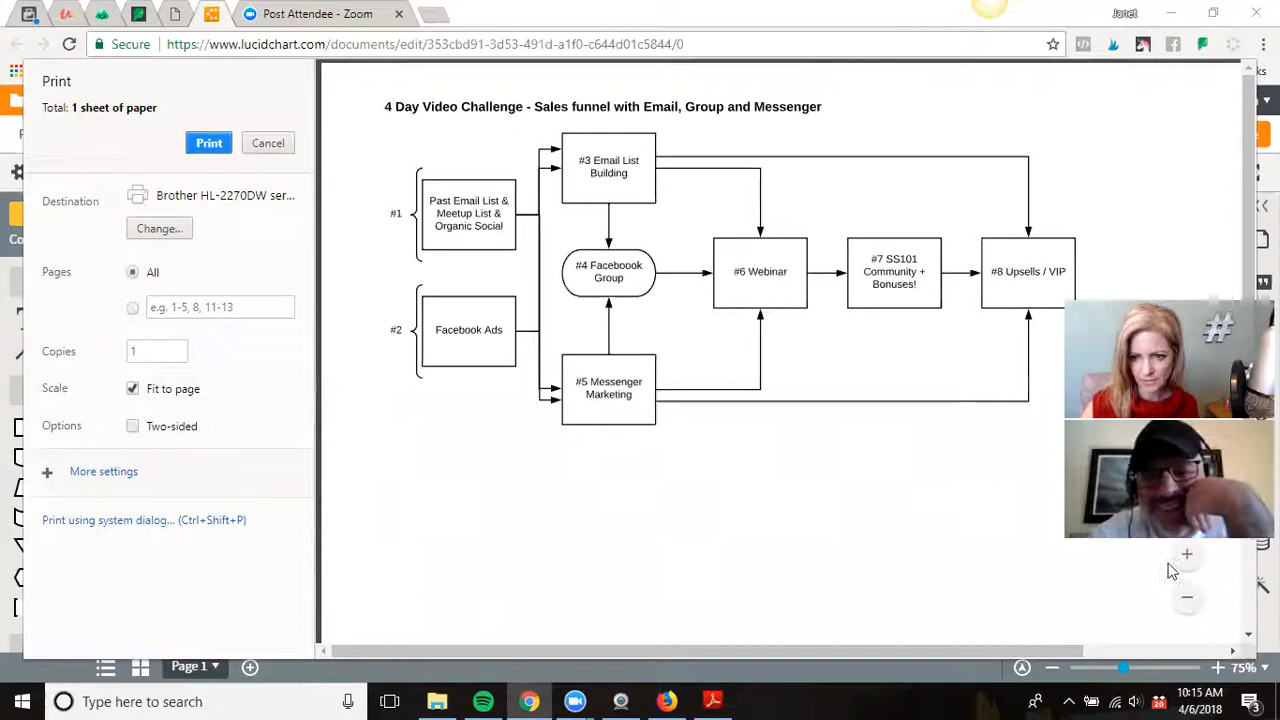 Post Attendee - Zoom
Janet
Secure
https://www.lucidchart.com/documents/edit/353cbd91-3d53-491d-a1f0-c644d01c5844/0
Print
Total: 1 sheet of paper
Print
Cancel
Destination
Brother HL-2270DW ser...
Change...
Pages
All
e.g. 1-5, 8, 11-13
Copies
1
Scale
Fit to page
Options
Two-sided
More settings
Print using system dialog... (Ctrl+Shift+P)
4 Day Video Challenge - Sales funnel with Email, Group and Messenger
#1
Past Email List &
Meetup List &
Organic Social
#2
Facebook Ads
#3 Email List
Building
#4 Faceboook
Group
#5 Messenger
Marketing
#6 Webinar
#7 SS101
Community +
Bonuses!
#8 Upsells / VIP
#
Page 1
75%
Type here to search
20
10:15 AM
4/6/2018
3